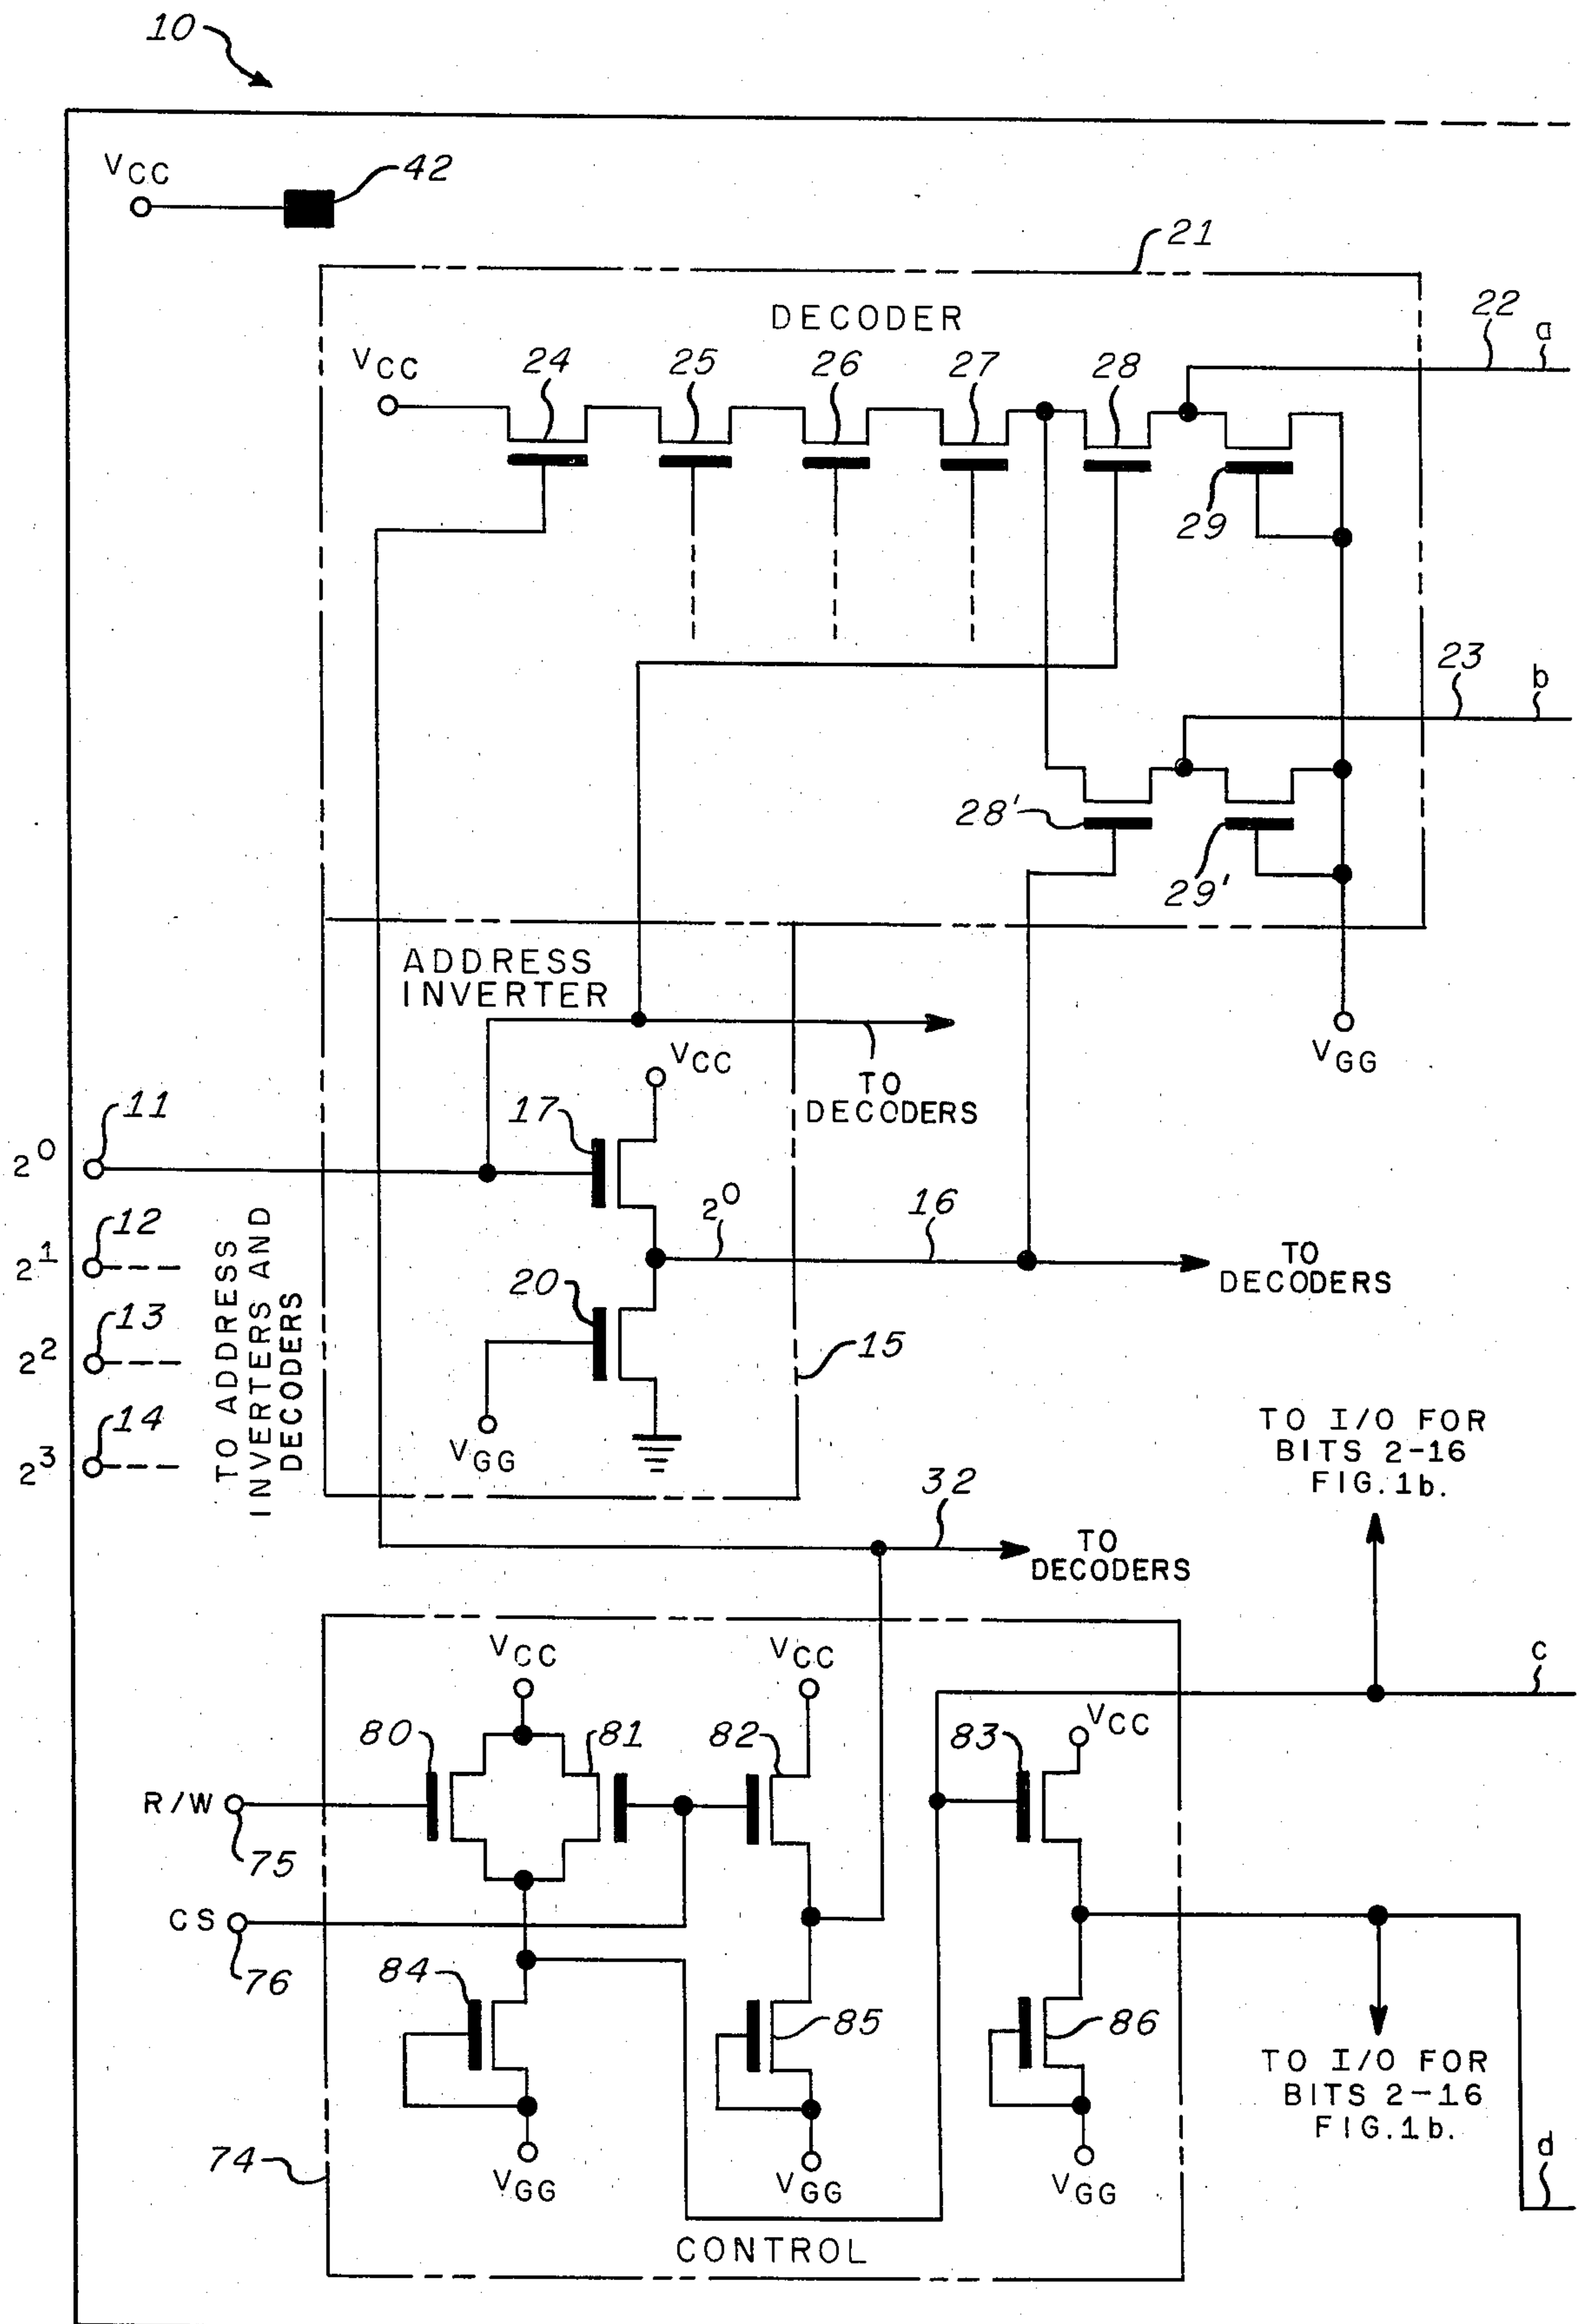 10
VCC
42
21
DECODER
22
a
VCC
24
25
26
27
28
29
23
b
28'
29'
VGG
ADDRESS
INVERTER
VCC
TO
DECODERS
11
2⁰
17
12
2¹
2⁰
16
TO
DECODERS
13
2²
20
15
14
2³
TO ADDRESS
INVERTERS AND
DECODERS
VGG
TO I/O FOR
BITS 2-16
FIG.1b.
32
TO
DECODERS
VCC
VCC
c
80
81
82
83
VCC
R/W
75
CS
76
84
85
86
TO I/O FOR
BITS 2-16
FIG.1b.
74
VGG
VGG
VGG
d
CONTROL